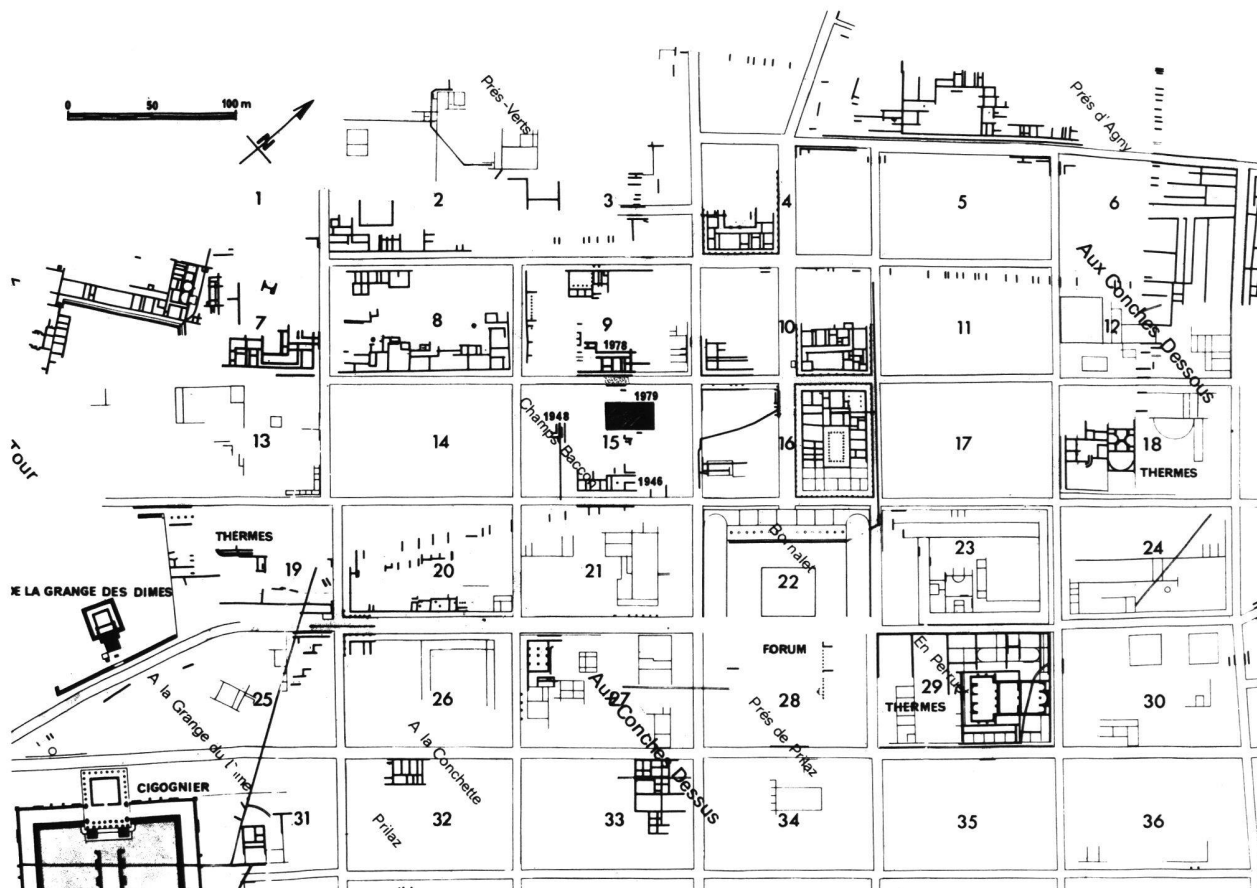 0 50 100 m
N
Prés-Verts
Prés d'Agny
1
2
3
4
5
6
Aux Conches Dessous
7
8
9
10
11
12
1978
1979
1948
Champs Baccon
1946
13
14
15
16
17
18
THERMES
THERMES
Bornalet
19
20
21
22
23
24
DE LA GRANGE DES DIMES
FORUM
En Perruet
THERMES
25
26
27
28
29
30
A la Grange du
A la Conchette
Aux Conches Dessus
Prés de Prilaz
CIGOGNIER
Prilaz
31
32
33
34
35
36